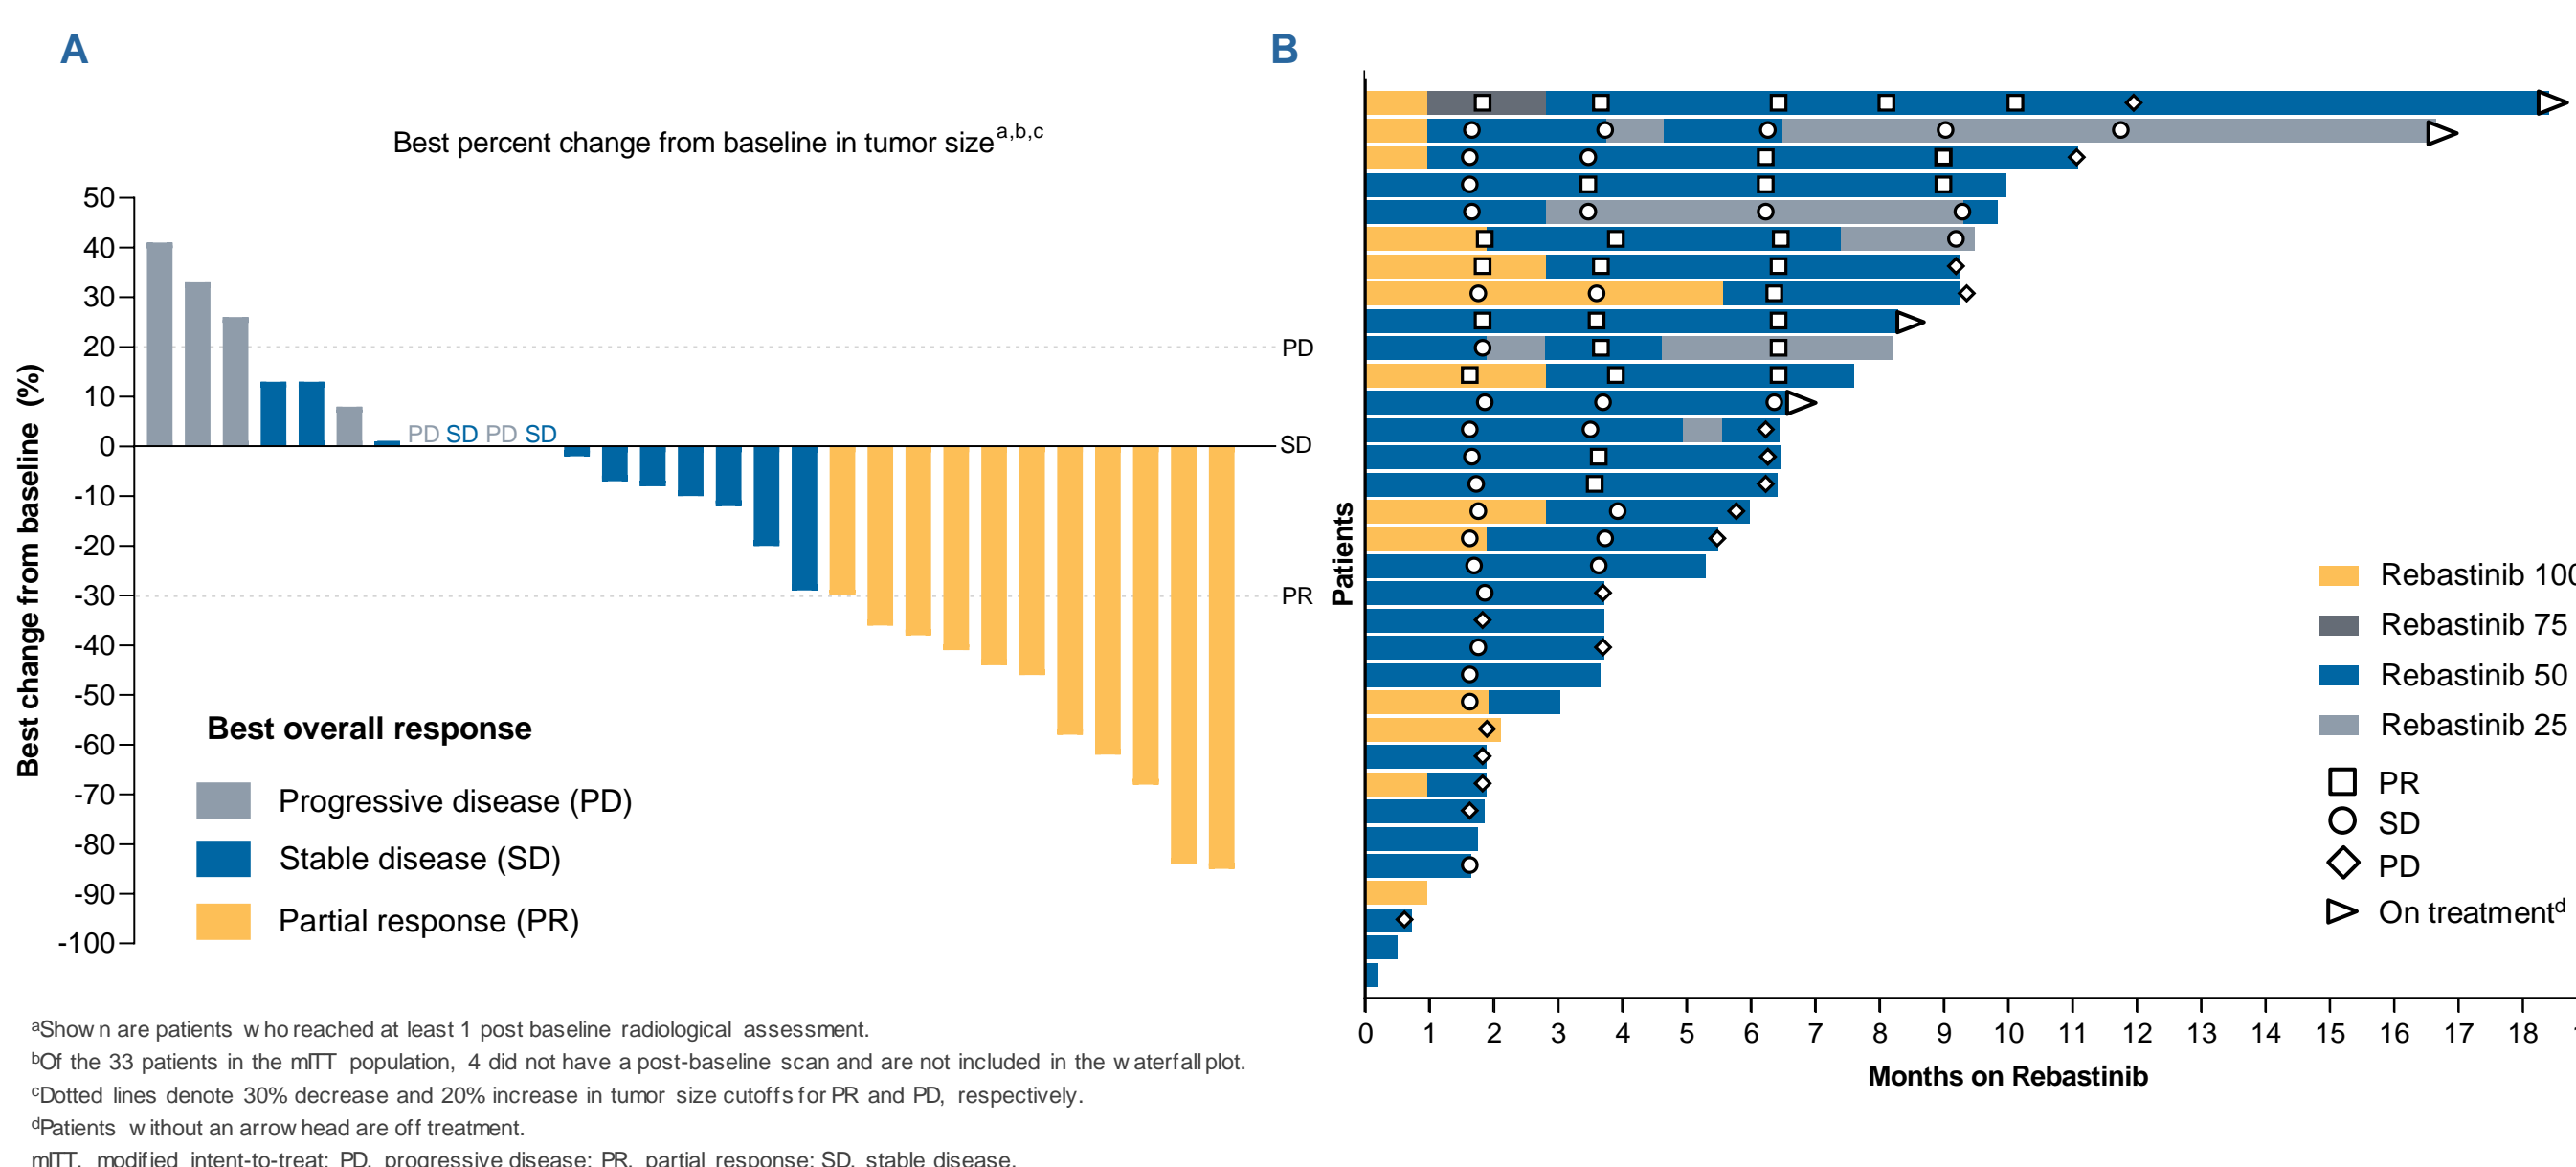 A
Best percent change from baseline in tumor size a,b,c
Best change from baseline (%)
50
40
30
20
10
0
-10
-20
-30
-40
-50
-60
-70
-80
-90
-100
PD SD PD SD
PD
SD
PR
Best overall response
Progressive disease (PD)
Stable disease (SD)
Partial response (PR)
aShown are patients who reached at least 1 post baseline radiological assessment.
bOf the 33 patients in the mITT population, 4 did not have a post-baseline scan and are not included in the waterfall plot.
cDotted lines denote 30% decrease and 20% increase in tumor size cutoffs for PR and PD, respectively.
dPatients without an arrow head are off treatment.
mITT, modified intent-to-treat; PD, progressive disease; PR, partial response; SD, stable disease.
B
Patients
Rebastinib 100
Rebastinib 75
Rebastinib 50
Rebastinib 25
PR
SD
PD
On treatmentd
0 1 2 3 4 5 6 7 8 9 10 11 12 13 14 15 16 17 18
Months on Rebastinib